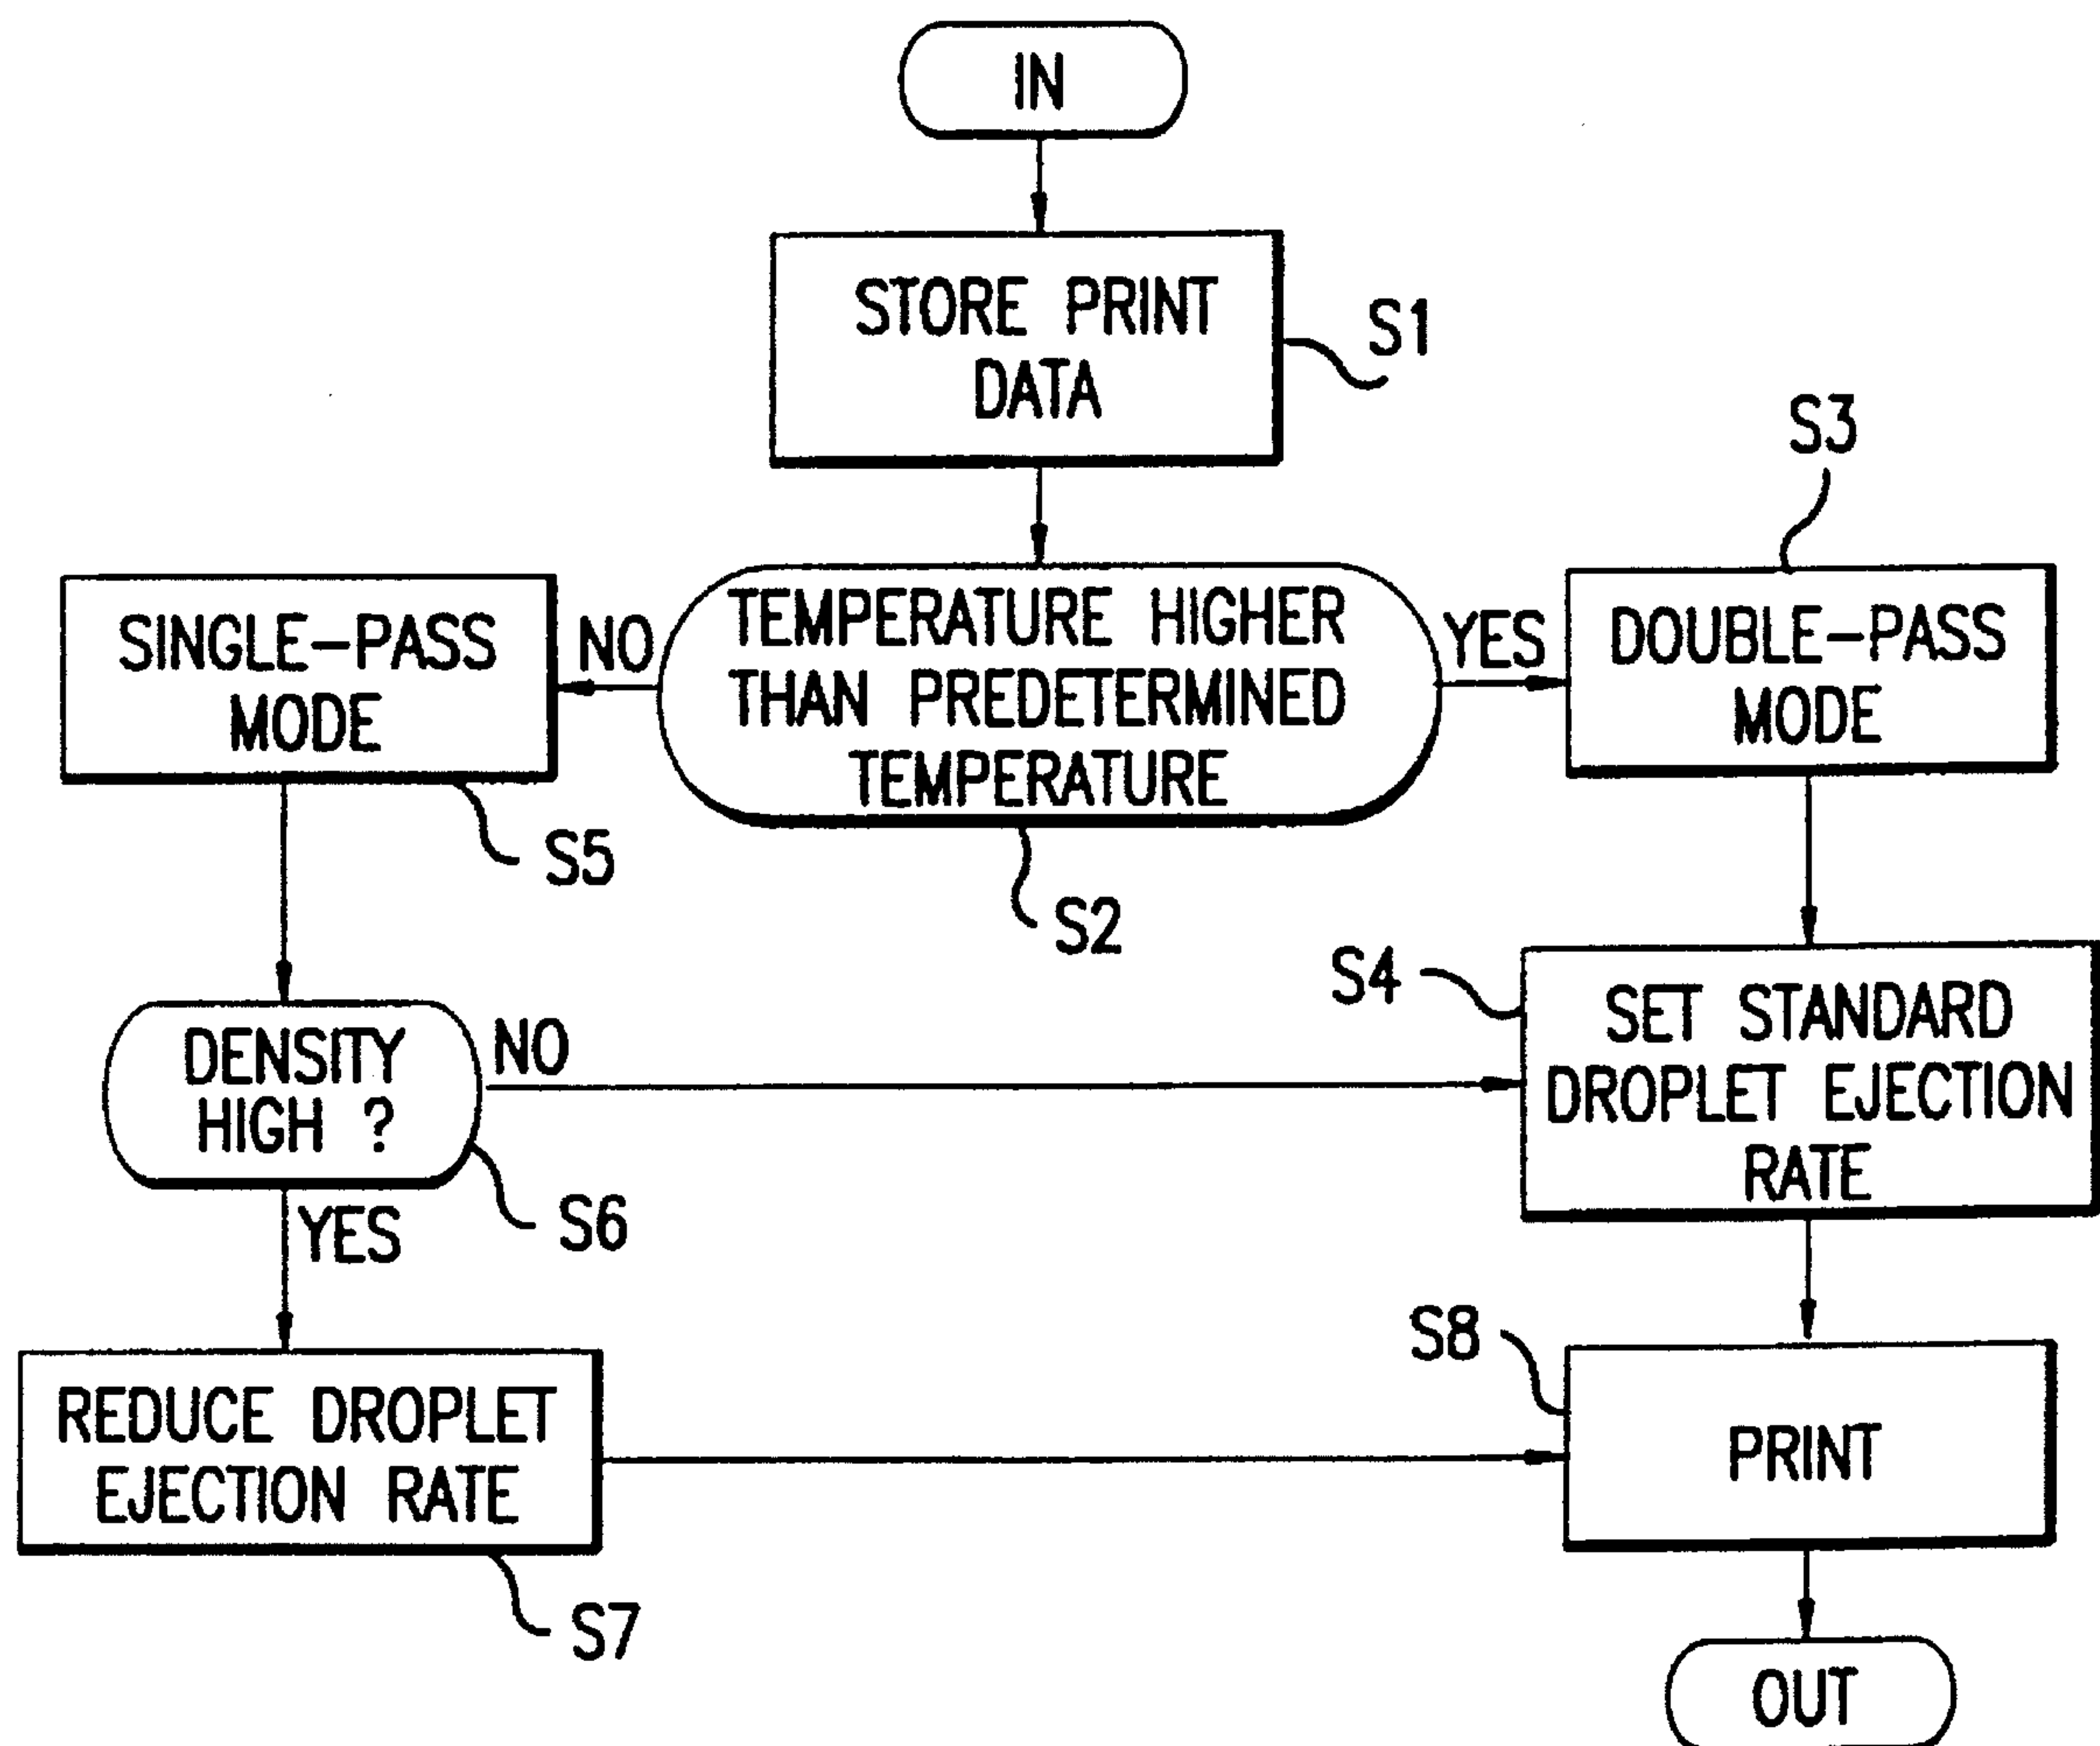 IN
STORE PRINT
DATA
S1
S3
SINGLE-PASS
MODE
NO
TEMPERATURE HIGHER
THAN PREDETERMINED
TEMPERATURE
YES
DOUBLE-PASS
MODE
S5
S2
S4
SET STANDARD
DROPLET EJECTION
RATE
DENSITY
HIGH ?
NO
S6
YES
S8
REDUCE DROPLET
EJECTION RATE
PRINT
S7
OUT